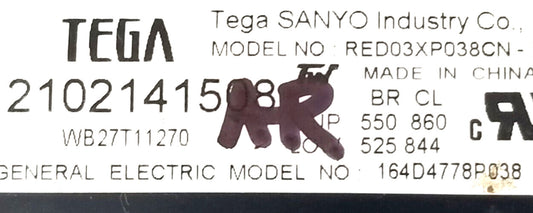 TEGA
Tega SANYO Industry Co.,
MODEL NO : RED03XP038CN -
MADE IN CHINA
2102141508
BR CL
WB27T11270
550 860
525 844
GENERAL ELECTRIC MODEL NO : 164D4778P038